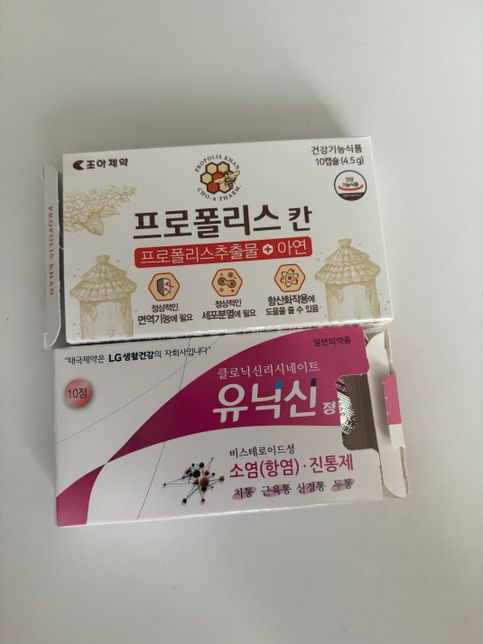 조아제약
PROPOLIS KHAN
CHO-A PHARM.
건강기능식품
10캡슐(4.5g)
건강
기능식품
프로폴리스 칸
프로폴리스추출물 + 아연
정상적인
면역기능에 필요
정상적인
세포분열에 필요
항산화작용에
도움을 줄 수 있음
PROPOLIS KHAN
"태극제약은 LG생활건강의 자회사입니다"
일반의약품
10정
클로닉신리시네이트
유닉신정
비스테로이드성
소염(항염)·진통제
치통 근육통 신경통 두통